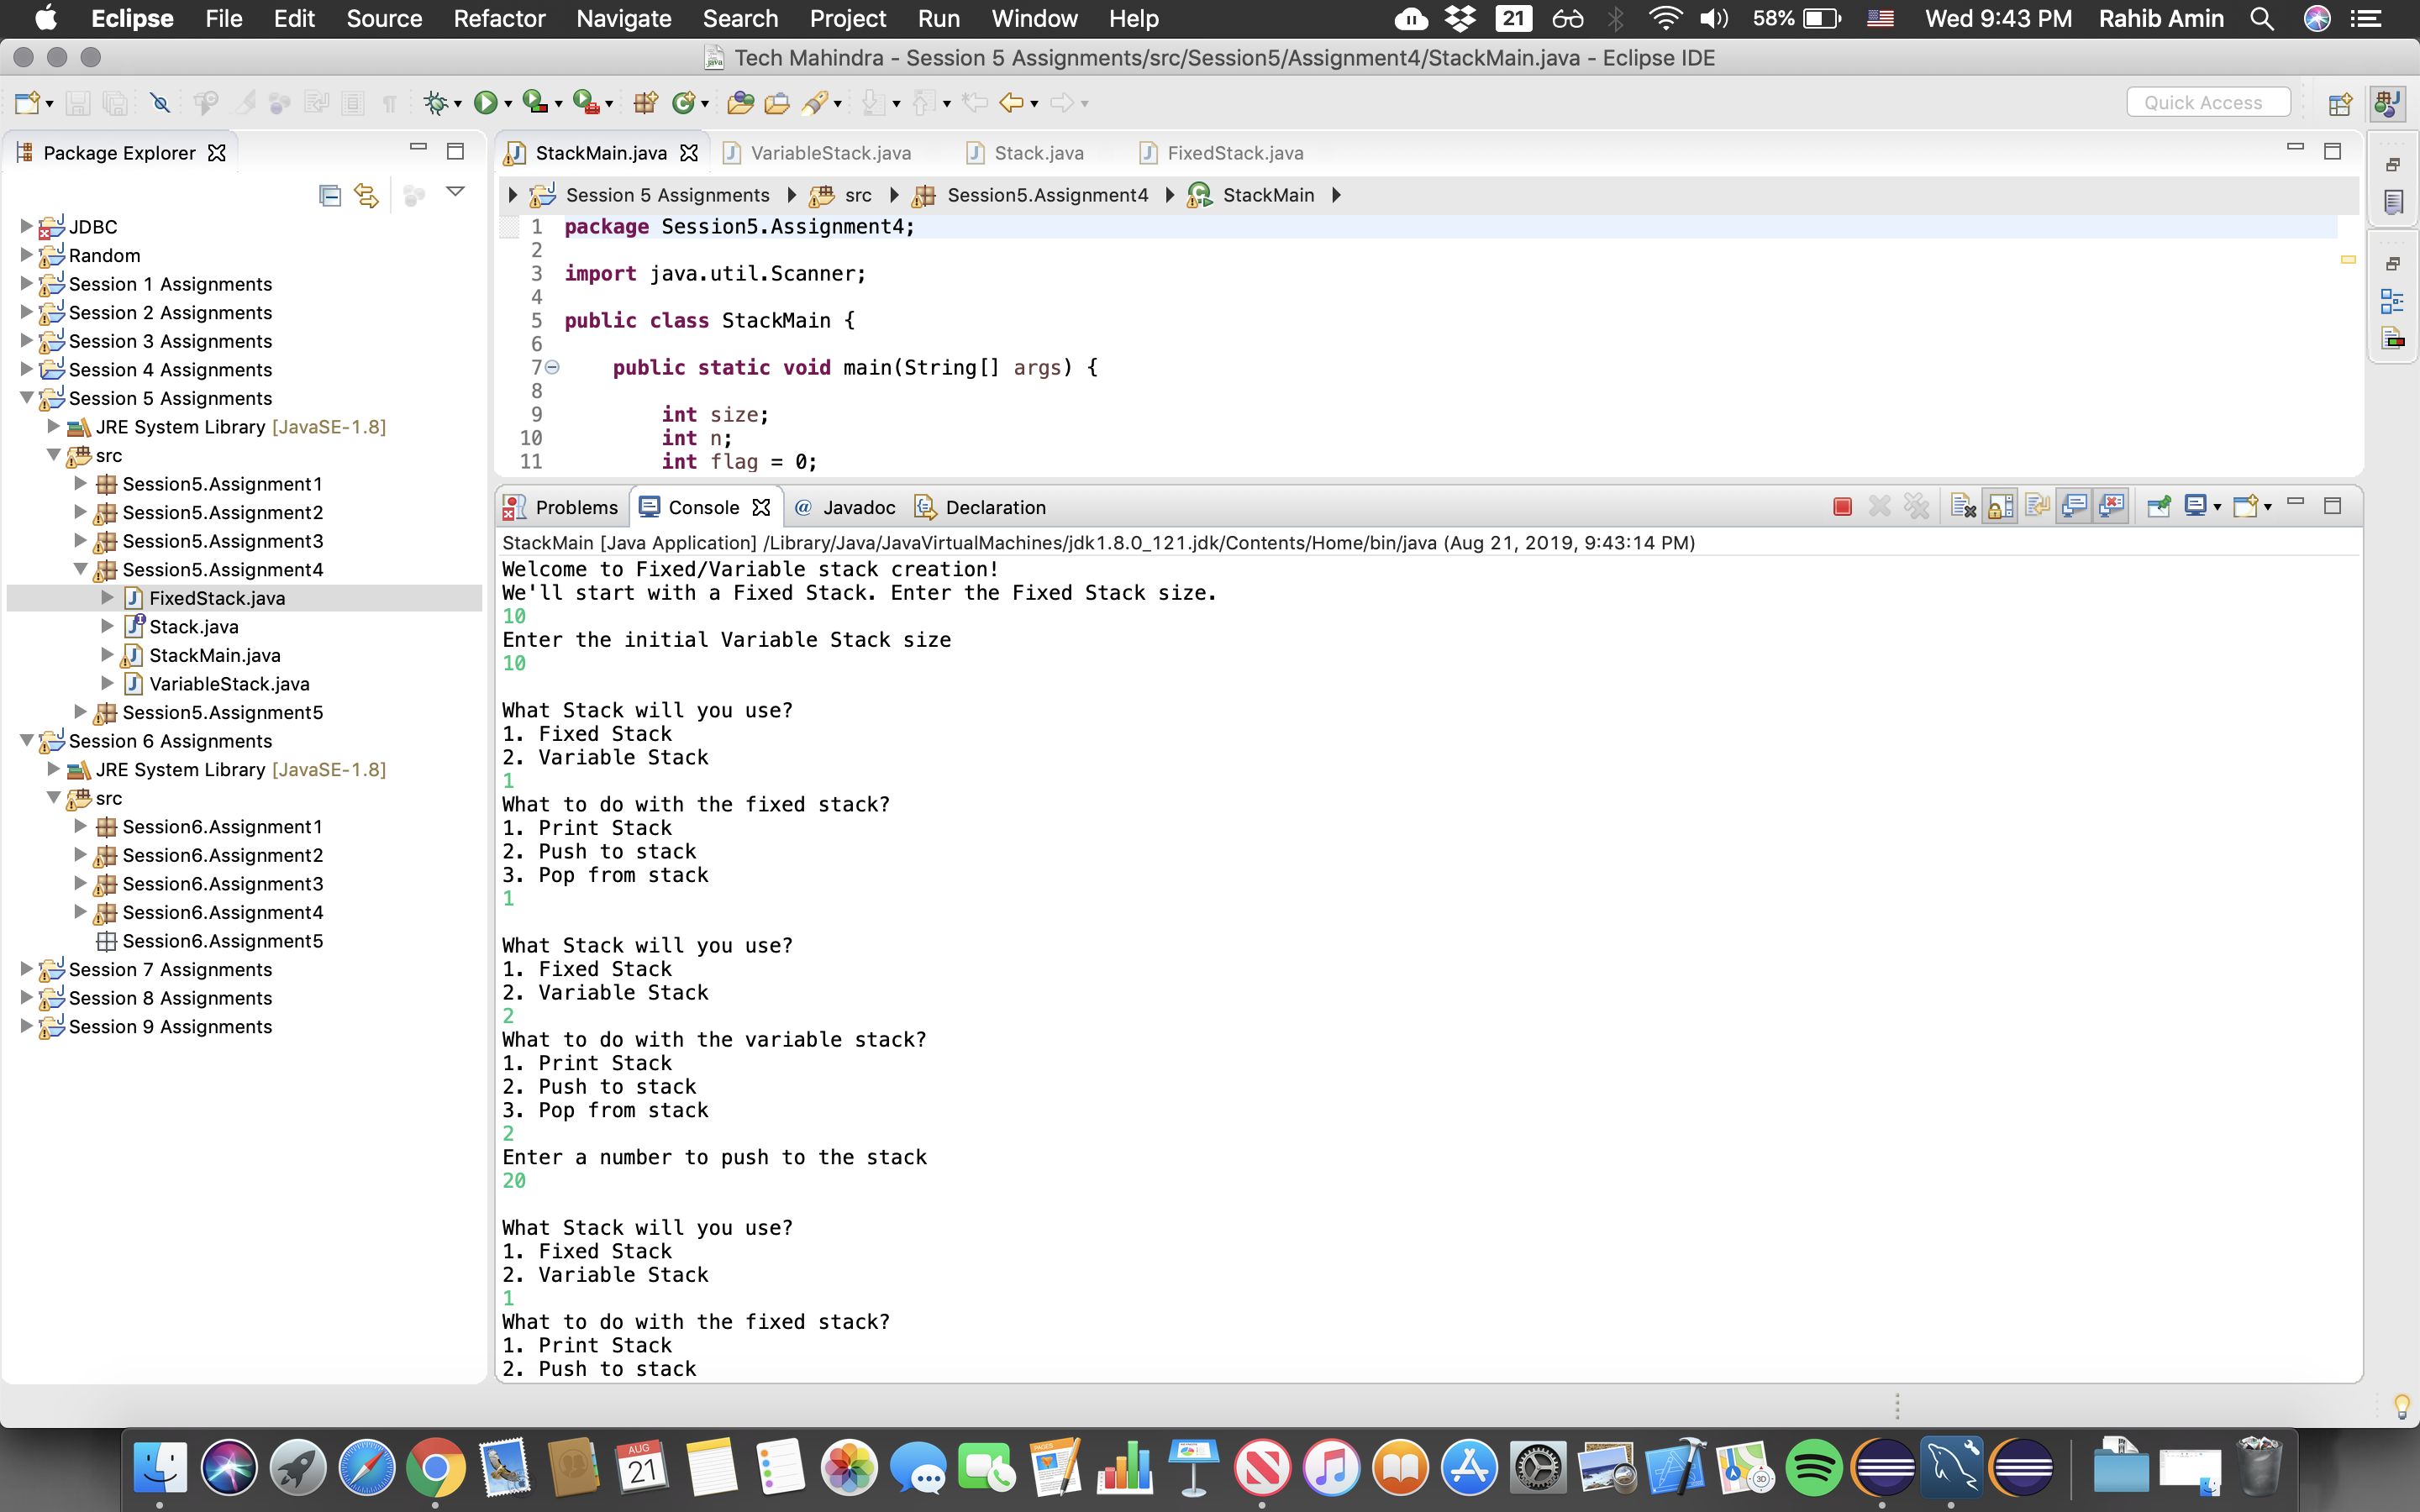 Eclipse File Edit Source Refactor Navigate Search Project Run Window Help 21 58% Wed 9:43 PM Rahib Amin
Tech Mahindra - Session 5 Assignments/src/Session5/Assignment4/StackMain.java - Eclipse IDE
Quick Access
Package Explorer
JDBC
Random
Session 1 Assignments
Session 2 Assignments
Session 3 Assignments
Session 4 Assignments
Session 5 Assignments
JRE System Library [JavaSE-1.8]
src
Session5.Assignment1
Session5.Assignment2
Session5.Assignment3
Session5.Assignment4
FixedStack.java
Stack.java
StackMain.java
VariableStack.java
Session5.Assignment5
Session 6 Assignments
JRE System Library [JavaSE-1.8]
src
Session6.Assignment1
Session6.Assignment2
Session6.Assignment3
Session6.Assignment4
Session6.Assignment5
Session 7 Assignments
Session 8 Assignments
Session 9 Assignments
StackMain.java VariableStack.java Stack.java FixedStack.java
Session 5 Assignments src Session5.Assignment4 StackMain
1 package Session5.Assignment4;
2
3 import java.util.Scanner;
4
5 public class StackMain {
6
7 public static void main(String[] args) {
8
9 int size;
10 int n;
11 int flag = 0;
Problems Console @ Javadoc Declaration
StackMain [Java Application] /Library/Java/JavaVirtualMachines/jdk1.8.0_121.jdk/Contents/Home/bin/java (Aug 21, 2019, 9:43:14 PM)
Welcome to Fixed/Variable stack creation!
We'll start with a Fixed Stack. Enter the Fixed Stack size.
10
Enter the initial Variable Stack size
10
What Stack will you use?
1. Fixed Stack
2. Variable Stack
1
What to do with the fixed stack?
1. Print Stack
2. Push to stack
3. Pop from stack
1
What Stack will you use?
1. Fixed Stack
2. Variable Stack
2
What to do with the variable stack?
1. Print Stack
2. Push to stack
3. Pop from stack
2
Enter a number to push to the stack
20
What Stack will you use?
1. Fixed Stack
2. Variable Stack
1
What to do with the fixed stack?
1. Print Stack
2. Push to stack
AUG
21
PAGES
3D